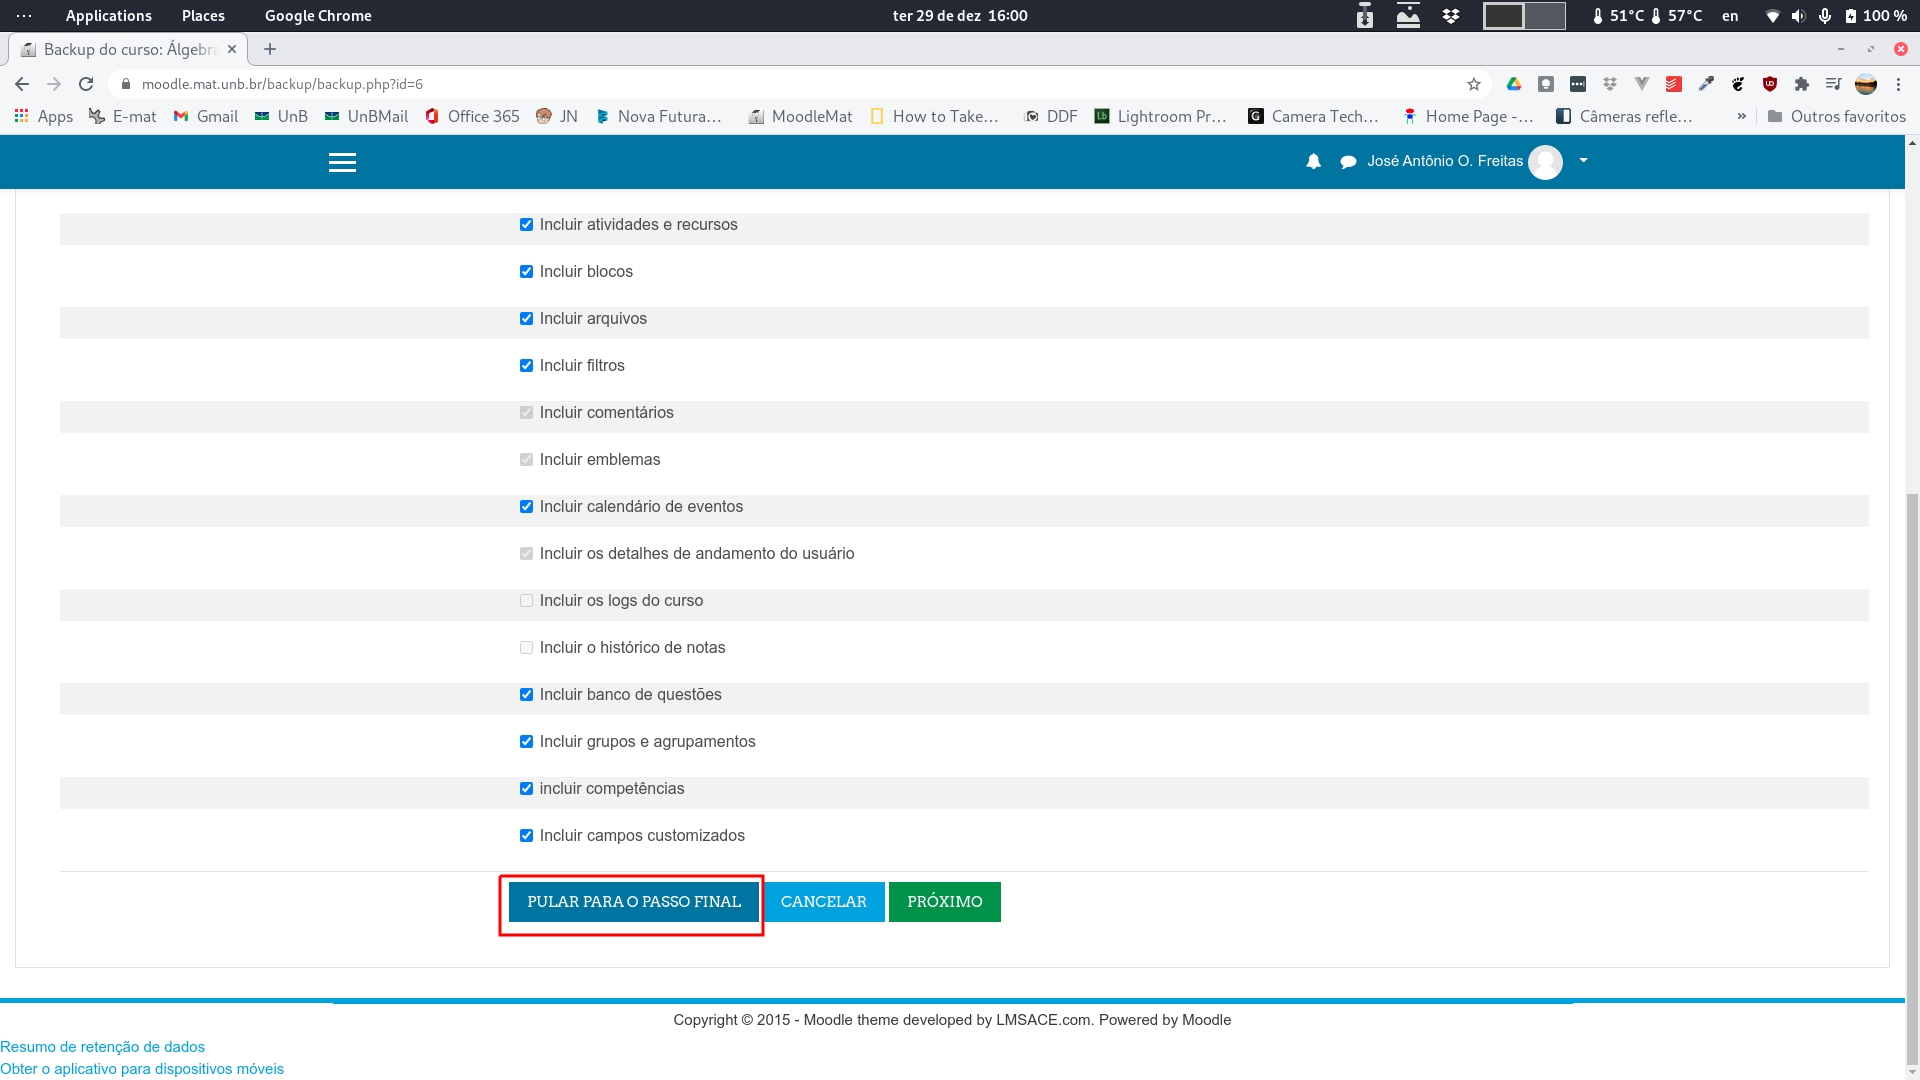 Applications Places Google Chrome ter 29 de dez 16:00 51°C 57°C en 100 %
Backup do curso: Álgebra
moodle.mat.unb.br/backup/backup.php?id=6
Apps E-mat Gmail UnB UnBMail Office 365 JN Nova Futura... MoodleMat How to Take... DDF Lightroom Pr... Camera Tech... Home Page -... Câmeras refle... » Outros favoritos
José Antônio O. Freitas
Incluir atividades e recursos
Incluir blocos
Incluir arquivos
Incluir filtros
Incluir comentários
Incluir emblemas
Incluir calendário de eventos
Incluir os detalhes de andamento do usuário
Incluir os logs do curso
Incluir o histórico de notas
Incluir banco de questões
Incluir grupos e agrupamentos
incluir competências
Incluir campos customizados
PULAR PARA O PASSO FINAL CANCELAR PRÓXIMO
Copyright © 2015 - Moodle theme developed by LMSACE.com. Powered by Moodle
Resumo de retenção de dados
Obter o aplicativo para dispositivos móveis